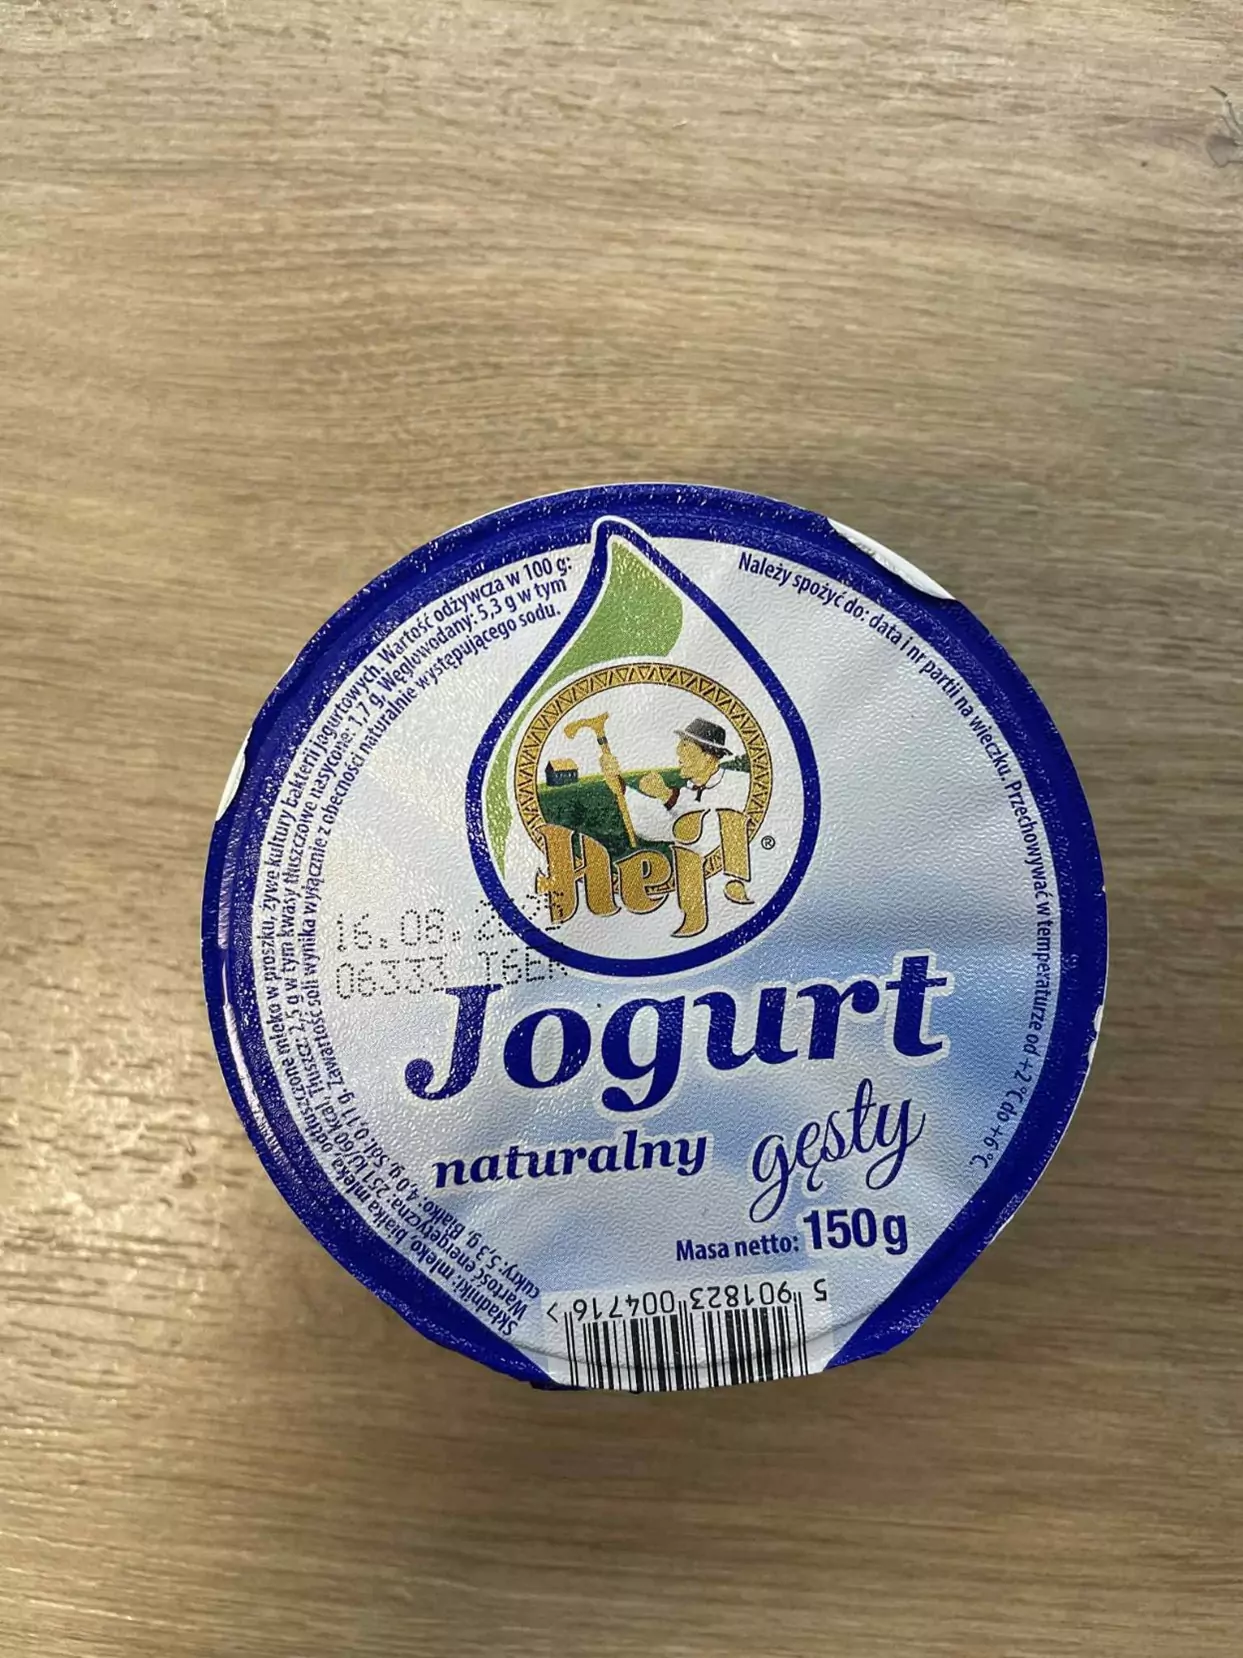 Składniki: mleko, białka mleka, odtłuszczone mleko w proszku, żywe kultury bakterii jogurtowych. Wartość odżywcza w 100 g:
Wartość energetyczna: 251 kJ/60 kcal, Tłuszcz: 2,5 g w tym kwasy tłuszczowe nasycone: 1,7 g, Węglowodany: 5,3 g w tym
cukry: 5,3 g, Białko: 4,0 g, Sól: 0,11 g. Zawartość soli wynika wyłącznie z obecności naturalnie występującego sodu.
Należy spożyć do: data i nr partii na wieczku. Przechowywać w temperaturze od +2°C do +6°C.
Hej!®
16.08.2025
06333 IGEK
Jogurt
naturalny gęsty
Masa netto: 150g
5 901823 004716 >